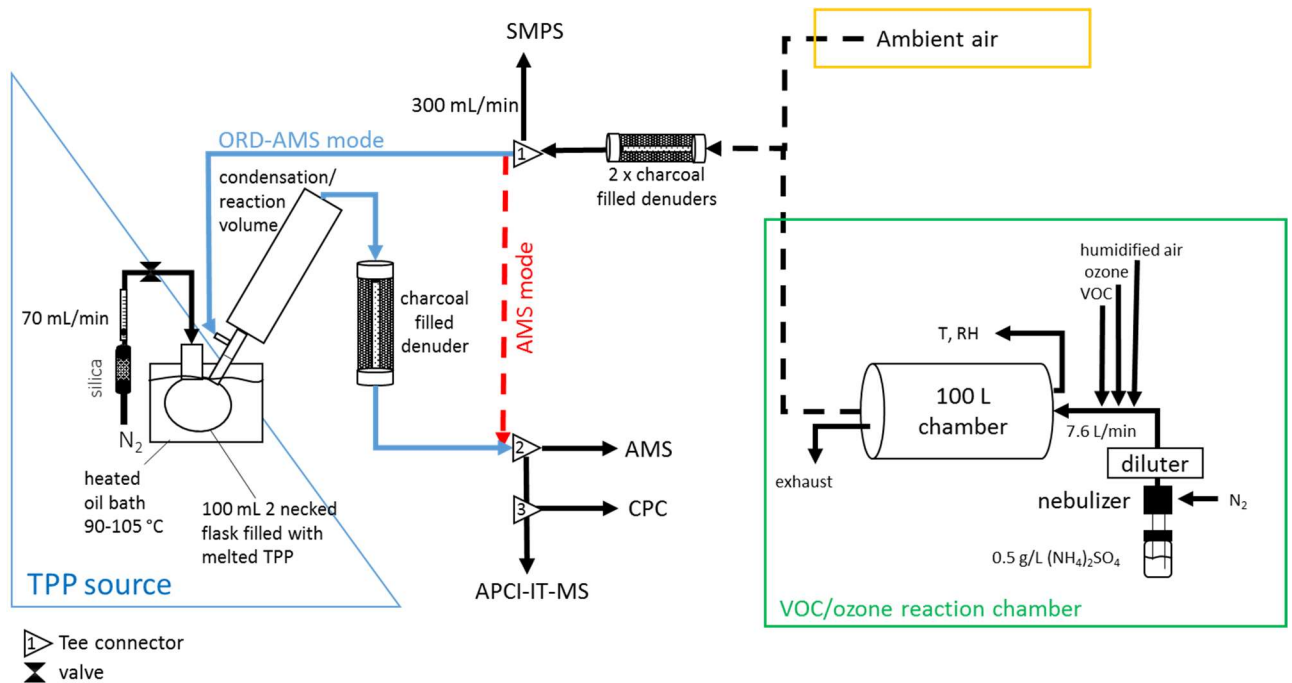 SMPS
Ambient air
300 mL/min
ORD-AMS mode
1
condensation/
reaction
volume
2 x charcoal
filled denuders
AMS mode
70 mL/min
silica
N₂
charcoal
filled
denuder
2
AMS
3
CPC
APCI-IT-MS
heated
oil bath
90-105 °C
100 mL 2 necked
flask filled with
melted TPP
TPP source
1 Tee connector
valve
humidified air
ozone
VOC
T, RH
100 L
chamber
7.6 L/min
exhaust
diluter
nebulizer
N₂
0.5 g/L (NH₄)₂SO₄
VOC/ozone reaction chamber